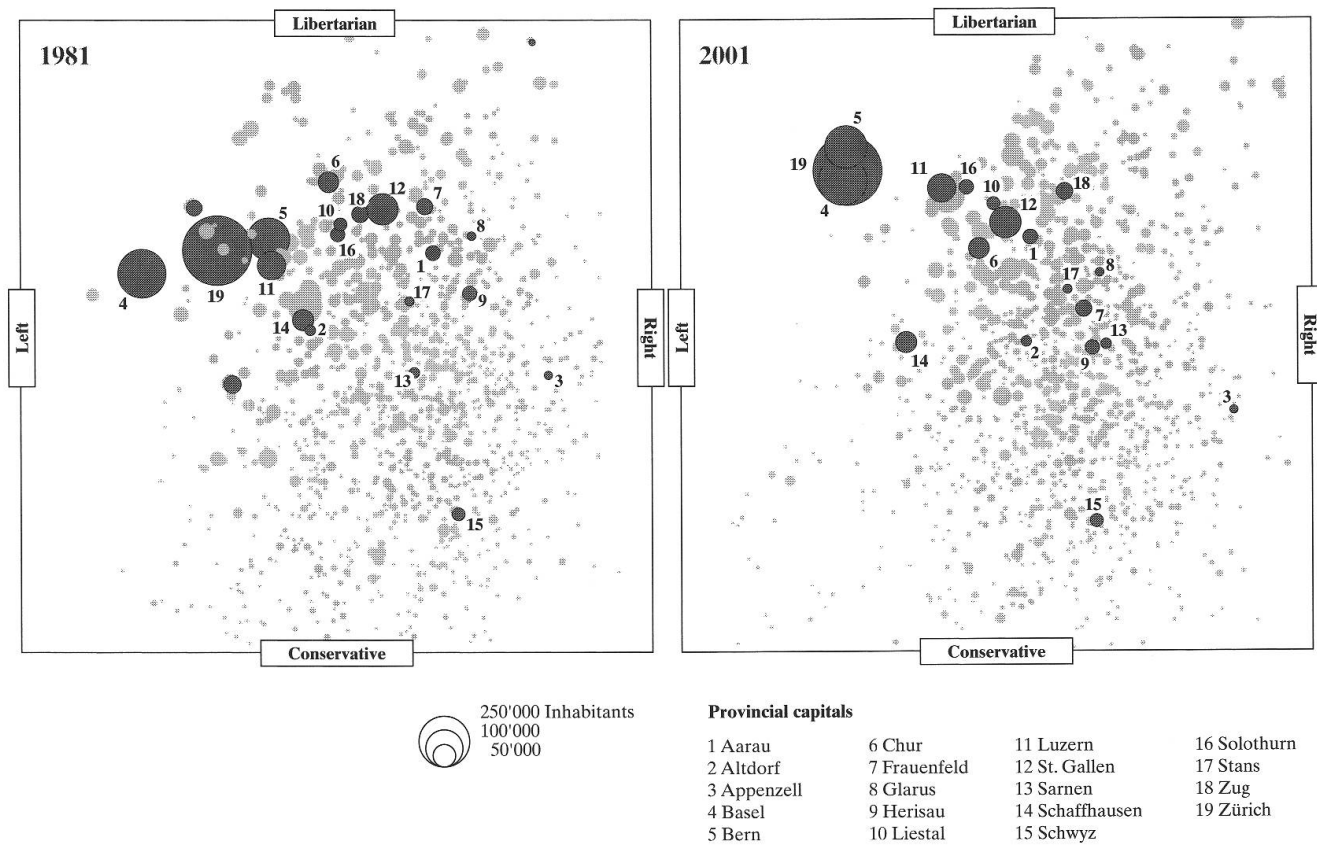 Libertarian
1981
6
12
7
18
10
5
8
16
1
4
19
11
17
9
14
2
13
3
15
Left
Right
Conservative
Libertarian
2001
5
19
11
16
18
10
12
4
1
6
8
17
7
13
14
2
9
3
15
Left
Right
Conservative
250'000 Inhabitants
100'000
50'000
Provincial capitals
1 Aarau
2 Altdorf
3 Appenzell
4 Basel
5 Bern
6 Chur
7 Frauenfeld
8 Glarus
9 Herisau
10 Liestal
11 Luzern
12 St. Gallen
13 Sarnen
14 Schaffhausen
15 Schwyz
16 Solothurn
17 Stans
18 Zug
19 Zürich